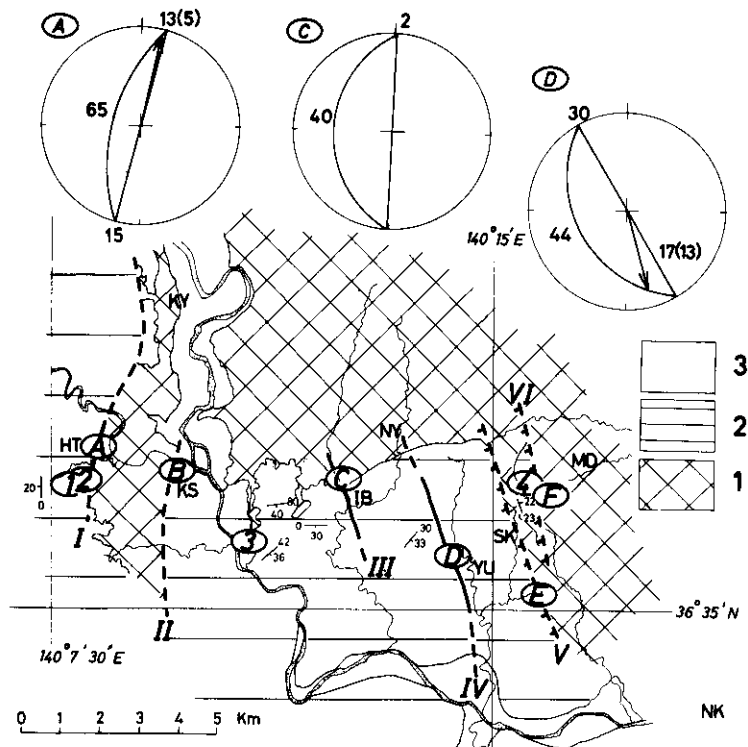 A
13(5)
65
15
C
2
40
D
30
44
17(13)
140° 15' E
KY
3
2
1
VI
HT
A
NY
MO
B
KS
C
IB
4
F
12
20
0
I
80
40
0
30
22
23
SK
3
42
36
30
33
D
YU
III
E
II
36° 35' N
140° 7' 30" E
V
IV
NK
0 1 2 3 4 5 Km